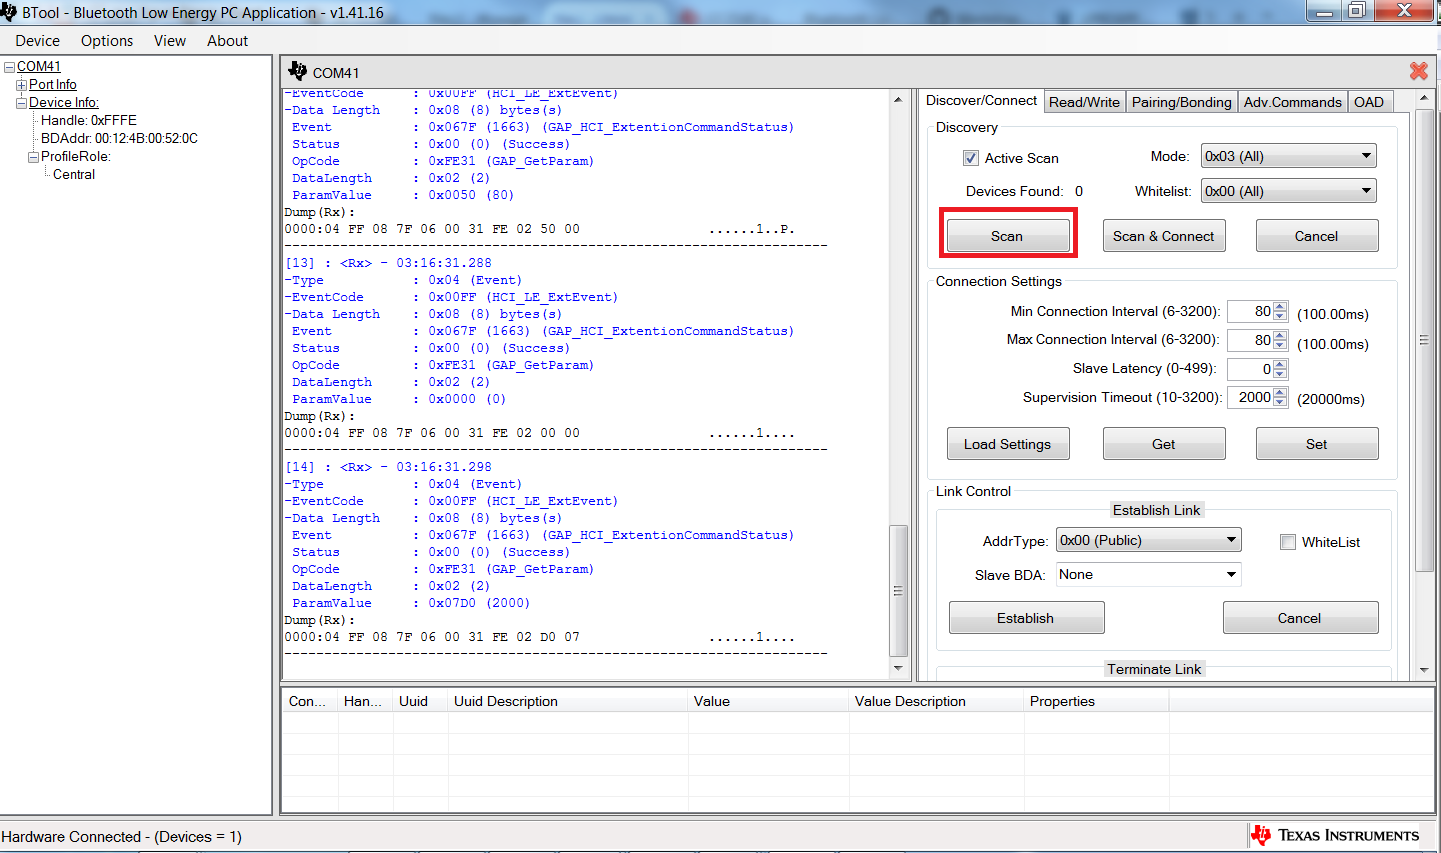 BTool - Bluetooth Low Energy PC Application - v1.41.16
Device Options View About
COM41
Port Info
Device Info:
Handle: 0xFFFE
BDAddr: 00:12:4B:00:52:0C
ProfileRole:
Central
COM41
-EventCode : 0x00FF (HCI_LE_ExtEvent)
-Data Length : 0x08 (8) bytes(s)
Event : 0x067F (1663) (GAP_HCI_ExtentionCommandStatus)
Status : 0x00 (0) (Success)
OpCode : 0xFE31 (GAP_GetParam)
DataLength : 0x02 (2)
ParamValue : 0x0050 (80)
Dump(Rx):
0000:04 FF 08 7F 06 00 31 FE 02 50 00 ......1..P.
--------------------------------------------------------------------
[13] : <Rx> - 03:16:31.288
-Type : 0x04 (Event)
-EventCode : 0x00FF (HCI_LE_ExtEvent)
-Data Length : 0x08 (8) bytes(s)
Event : 0x067F (1663) (GAP_HCI_ExtentionCommandStatus)
Status : 0x00 (0) (Success)
OpCode : 0xFE31 (GAP_GetParam)
DataLength : 0x02 (2)
ParamValue : 0x0000 (0)
Dump(Rx):
0000:04 FF 08 7F 06 00 31 FE 02 00 00 ......1....
--------------------------------------------------------------------
[14] : <Rx> - 03:16:31.298
-Type : 0x04 (Event)
-EventCode : 0x00FF (HCI_LE_ExtEvent)
-Data Length : 0x08 (8) bytes(s)
Event : 0x067F (1663) (GAP_HCI_ExtentionCommandStatus)
Status : 0x00 (0) (Success)
OpCode : 0xFE31 (GAP_GetParam)
DataLength : 0x02 (2)
ParamValue : 0x07D0 (2000)
Dump(Rx):
0000:04 FF 08 7F 06 00 31 FE 02 D0 07 ......1....
--------------------------------------------------------------------
Discover/Connect Read/Write Pairing/Bonding Adv.Commands OAD
Discovery
Active Scan Mode: 0x03 (All)
Devices Found: 0 Whitelist: 0x00 (All)
Scan Scan & Connect Cancel
Connection Settings
Min Connection Interval (6-3200): 80 (100.00ms)
Max Connection Interval (6-3200): 80 (100.00ms)
Slave Latency (0-499): 0
Supervision Timeout (10-3200): 2000 (20000ms)
Load Settings Get Set
Link Control
Establish Link
AddrType: 0x00 (Public) WhiteList
Slave BDA: None
Establish Cancel
Terminate Link
Con... Han... Uuid Uuid Description Value Value Description Properties
Hardware Connected - (Devices = 1)
TEXAS INSTRUMENTS